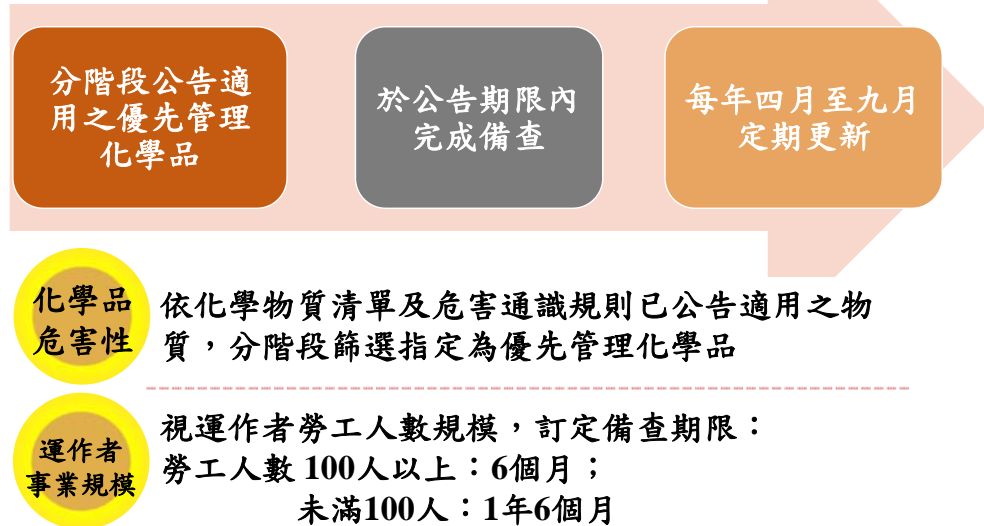 分階段公告適
用之優先管理
化學品
於公告期限內
完成備查
每年四月至九月
定期更新
化學品
危害性
依化學物質清單及危害通識規則已公告適用之物
質，分階段篩選指定為優先管理化學品
運作者
事業規模
視運作者勞工人數規模，訂定備查期限：
勞工人數 100人以上：6個月；
未滿100人：1年6個月